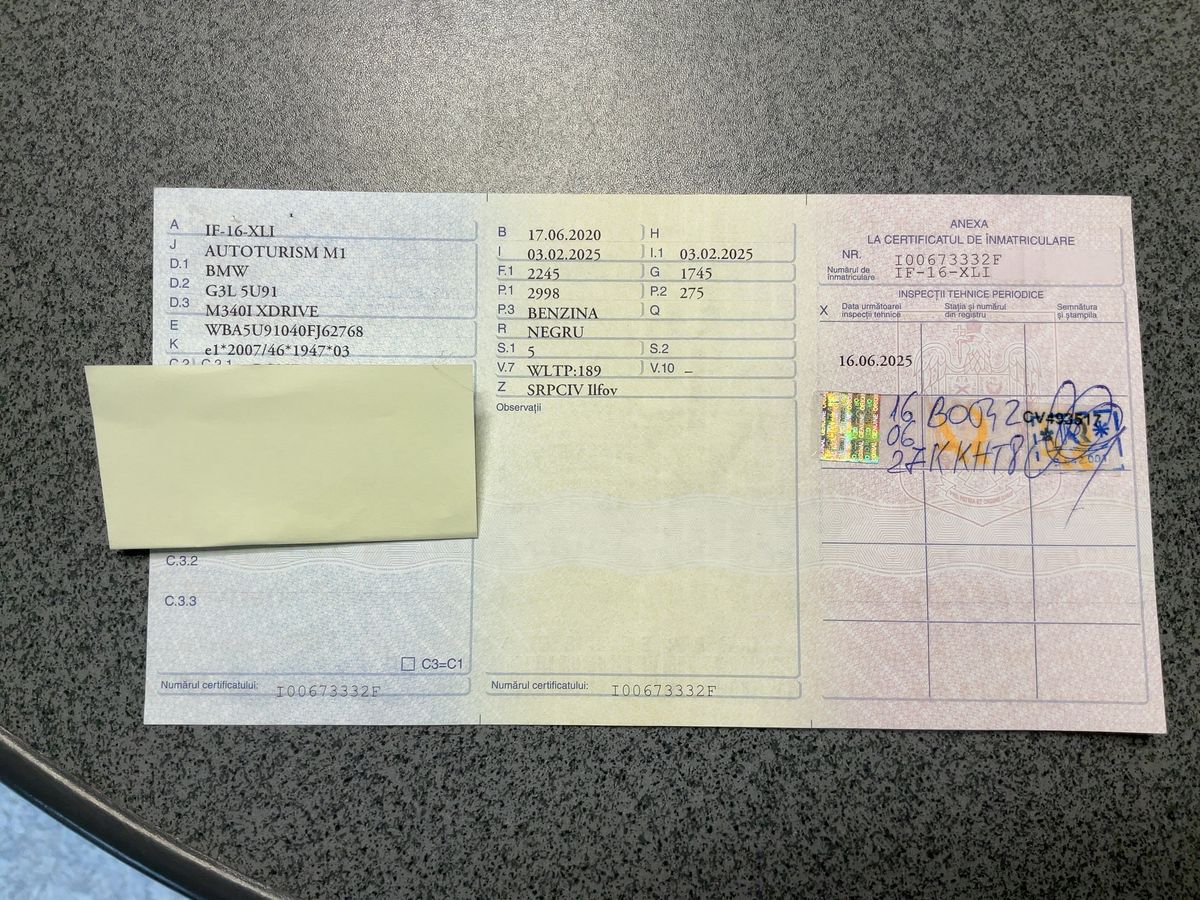 A IF-16-XLI
J AUTOTURISM M1
D.1 BMW
D.2 G3L 5U91
D.3 M340I XDRIVE
E WBA5U91040FJ62768
K e1*2007/46*1947*03
C.3.2
C.3.3
C3=C1
Numărul certificatului: I00673332F
B 17.06.2020 H
I 03.02.2025 I.1 03.02.2025
F.1 2245 G 1745
P.1 2998 P.2 275
P.3 BENZINA Q
R NEGRU
S.1 5 S.2
V.7 WLTP:189 V.10 –
Z SRPCIV Ilfov
Observații
Numărul certificatului: I00673332F
ANEXA
LA CERTIFICATUL DE ÎNMATRICULARE
NR. I00673332F
Numărul de înmatriculare IF-16-XLI
INSPECȚII TEHNICE PERIODICE
X Data următoarei inspecții tehnice Stația și numărul din registru Semnătura și ștampila
16.06.2025
16 B0042
06
27 KKHT8